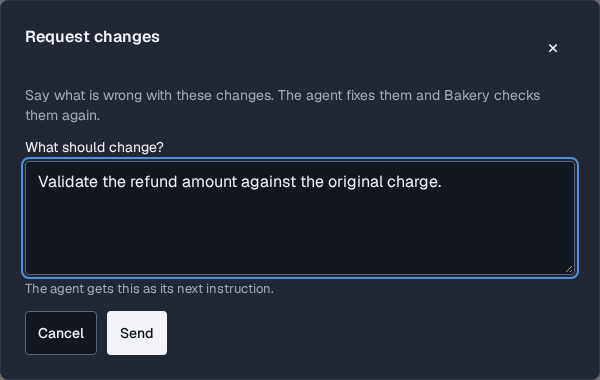 Request changes
Say what is wrong with these changes. The agent fixes them and Bakery checks
them again.
What should change?
Validate the refund amount against the original charge.
The agent gets this as its next instruction.
Cancel
Send